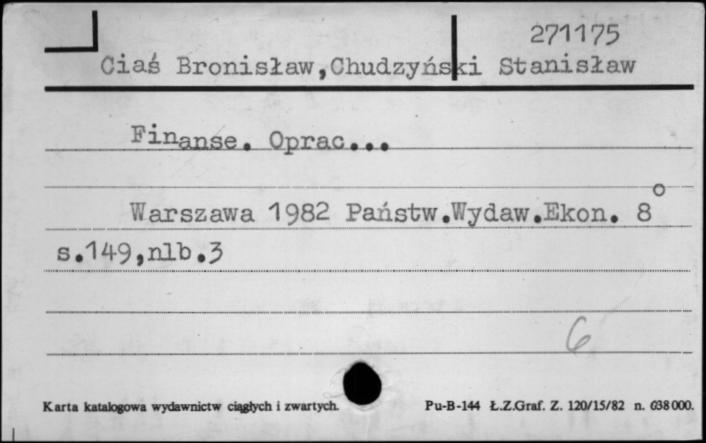 271175
Ciaś Bronisław,Chudzyński Stanisław
Finanse. Oprac...
Warszawa 1982 Państw.Wydaw.Ekon. 8°
s.149,nlb.3
6
Karta katalogowa wydawnictw ciągłych i zwartych. Pu-B-144 Ł.Z.Graf. Z. 120/15/82 n. 038000.